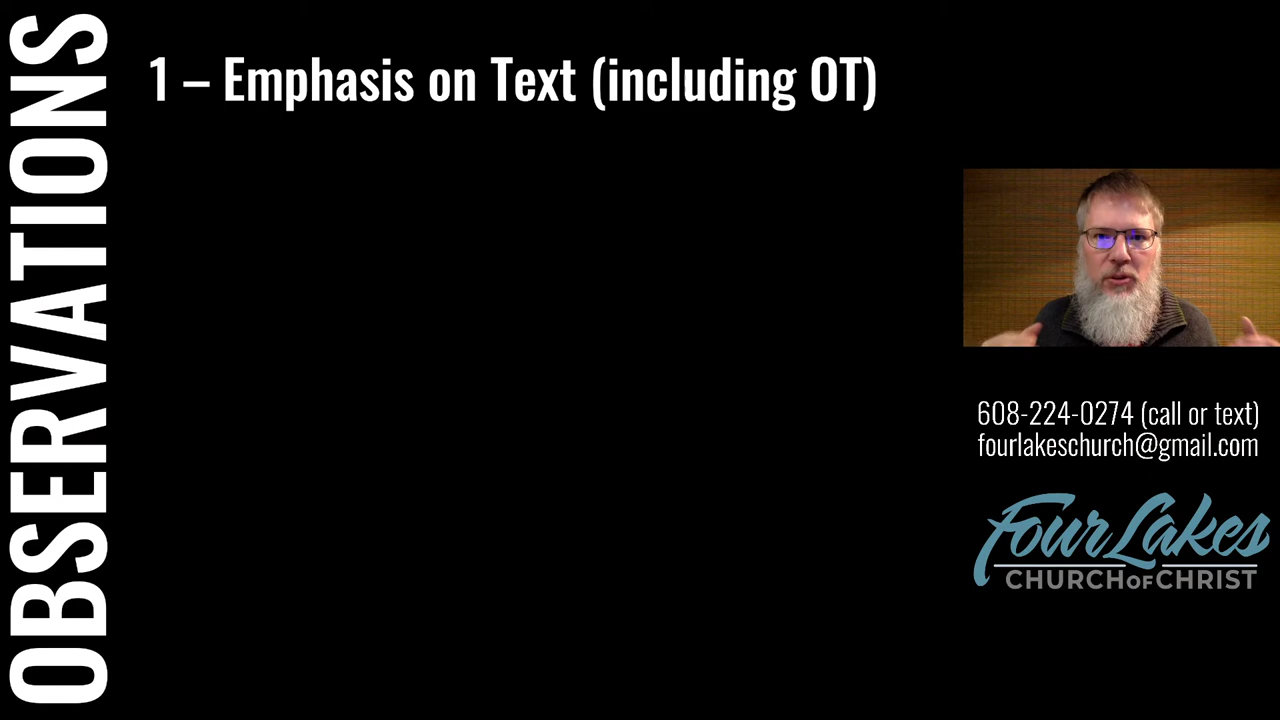 OBSERVATIONS
1 – Emphasis on Text (including OT)
608-224-0274 (call or text)
fourlakeschurch@gmail.com
Four Lakes
CHURCH OF CHRIST